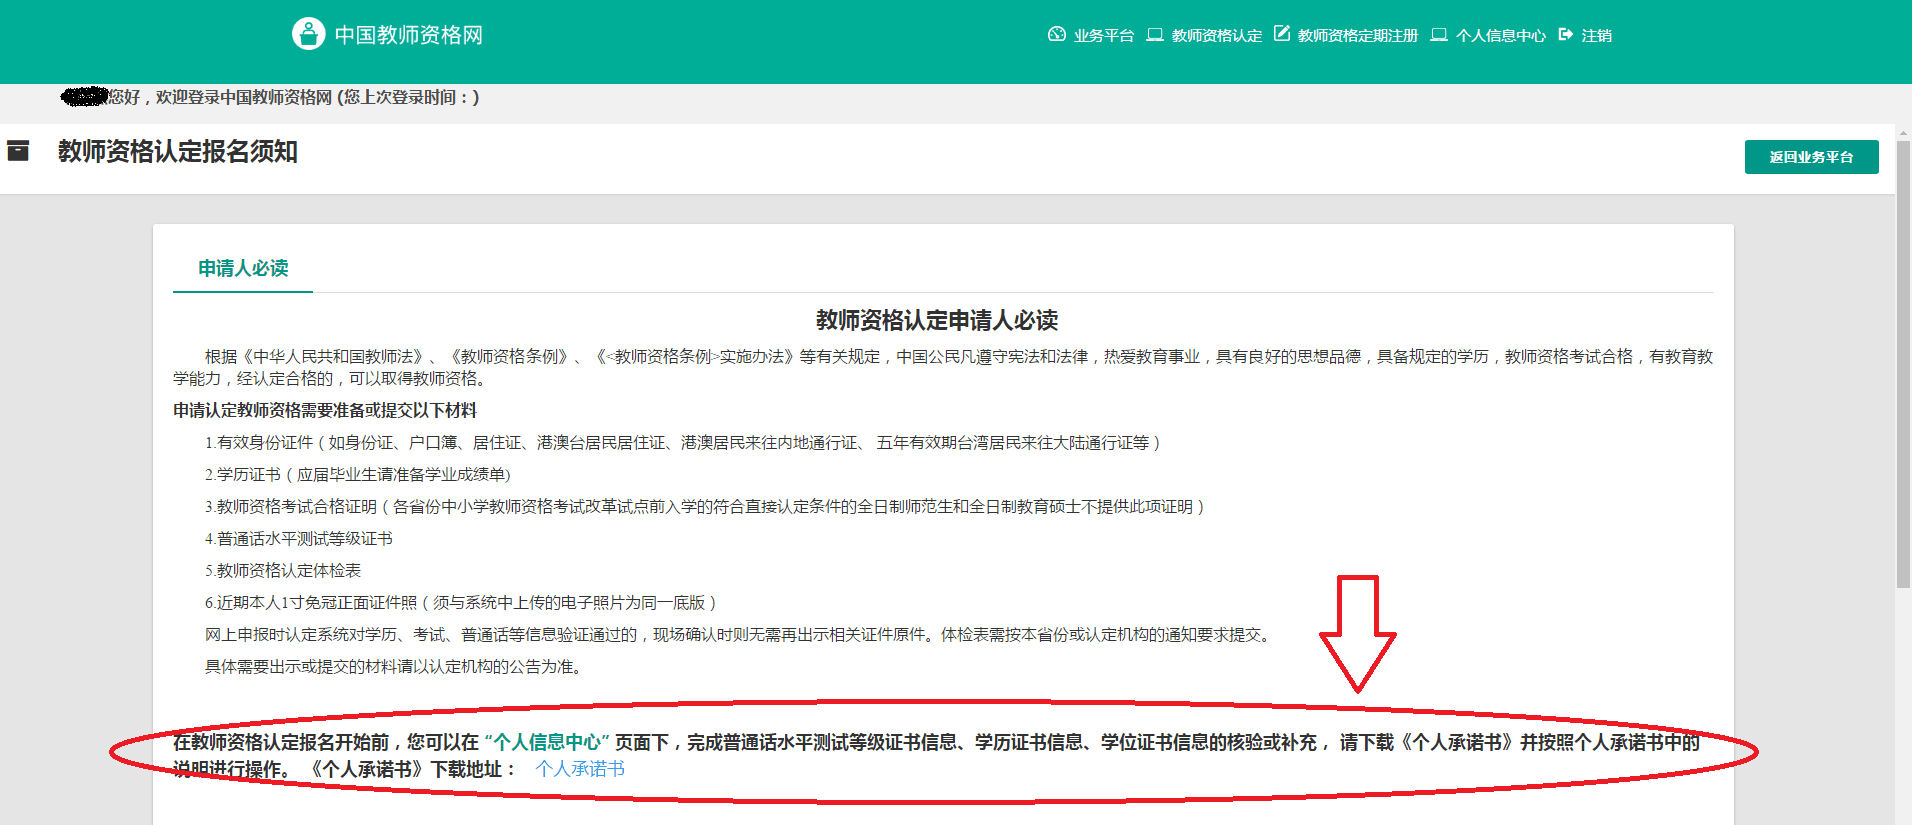 中国教师资格网
业务平台 教师资格认定 教师资格定期注册 个人信息中心 注销
您好，欢迎登录中国教师资格网 (您上次登录时间：)
教师资格认定报名须知
返回业务平台
申请人必读
教师资格认定申请人必读
根据《中华人民共和国教师法》、《教师资格条例》、《<教师资格条例>实施办法》等有关规定，中国公民凡遵守宪法和法律，热爱教育事业，具有良好的思想品德，具备规定的学历，教师资格考试合格，有教育教
学能力，经认定合格的，可以取得教师资格。
申请认定教师资格需要准备或提交以下材料
1.有效身份证件（如身份证、户口簿、居住证、港澳台居民居住证、港澳居民来往内地通行证、 五年有效期台湾居民来往大陆通行证等）
2.学历证书（应届毕业生请准备学业成绩单)
3.教师资格考试合格证明（各省份中小学教师资格考试改革试点前入学的符合直接认定条件的全日制师范生和全日制教育硕士不提供此项证明）
4.普通话水平测试等级证书
5.教师资格认定体检表
6.近期本人1寸免冠正面证件照（须与系统中上传的电子照片为同一底版）
网上申报时认定系统对学历、考试、普通话等信息验证通过的，现场确认时则无需再出示相关证件原件。体检表需按本省份或认定机构的通知要求提交。
具体需要出示或提交的材料请以认定机构的公告为准。
在教师资格认定报名开始前，您可以在 “个人信息中心” 页面下，完成普通话水平测试等级证书信息、学历证书信息、学位证书信息的核验或补充， 请下载《个人承诺书》并按照个人承诺书中的
说明进行操作。 《个人承诺书》下载地址： 个人承诺书